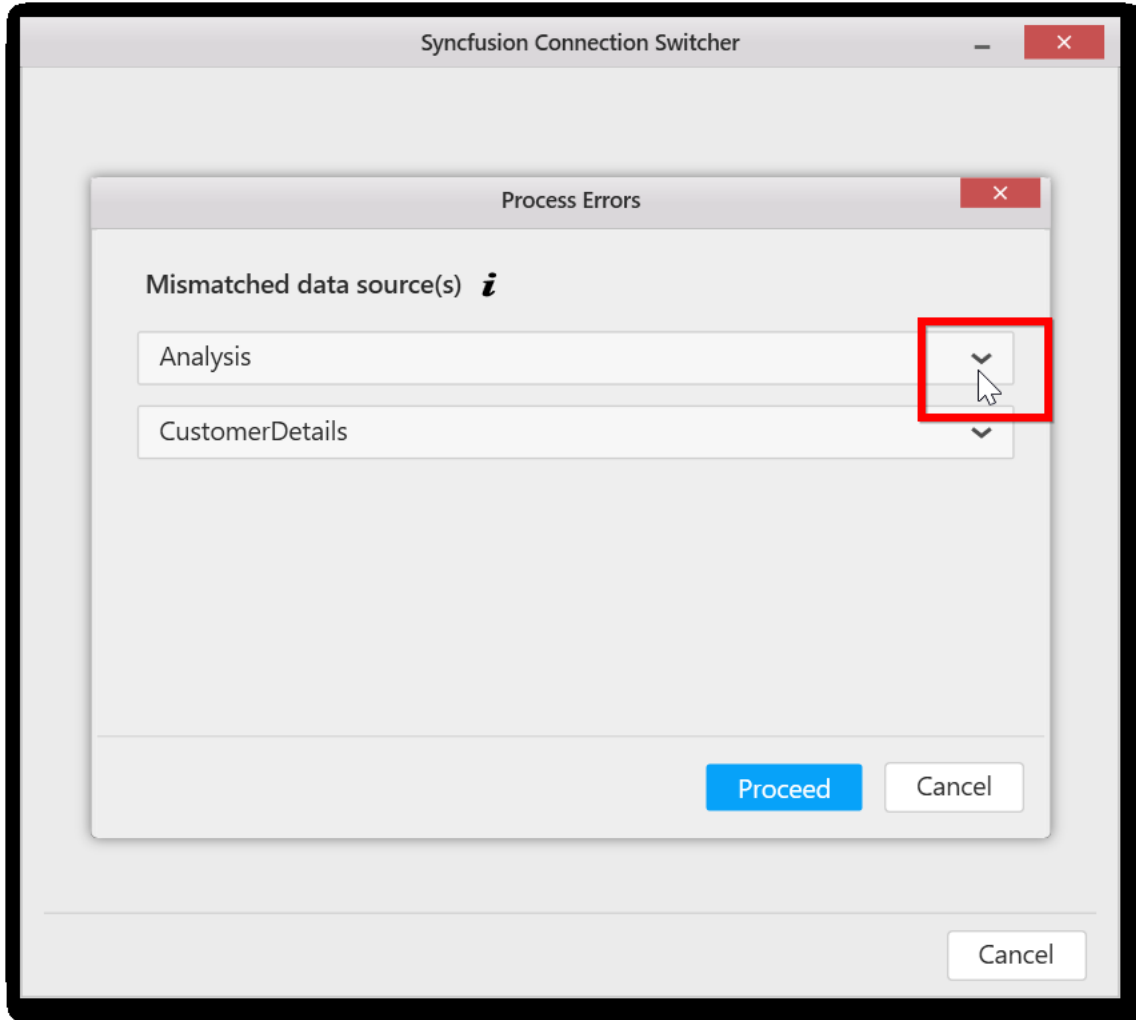 Syncfusion Connection Switcher
Process Errors
Mismatched data source(s) i
Analysis
CustomerDetails
Proceed
Cancel
Cancel